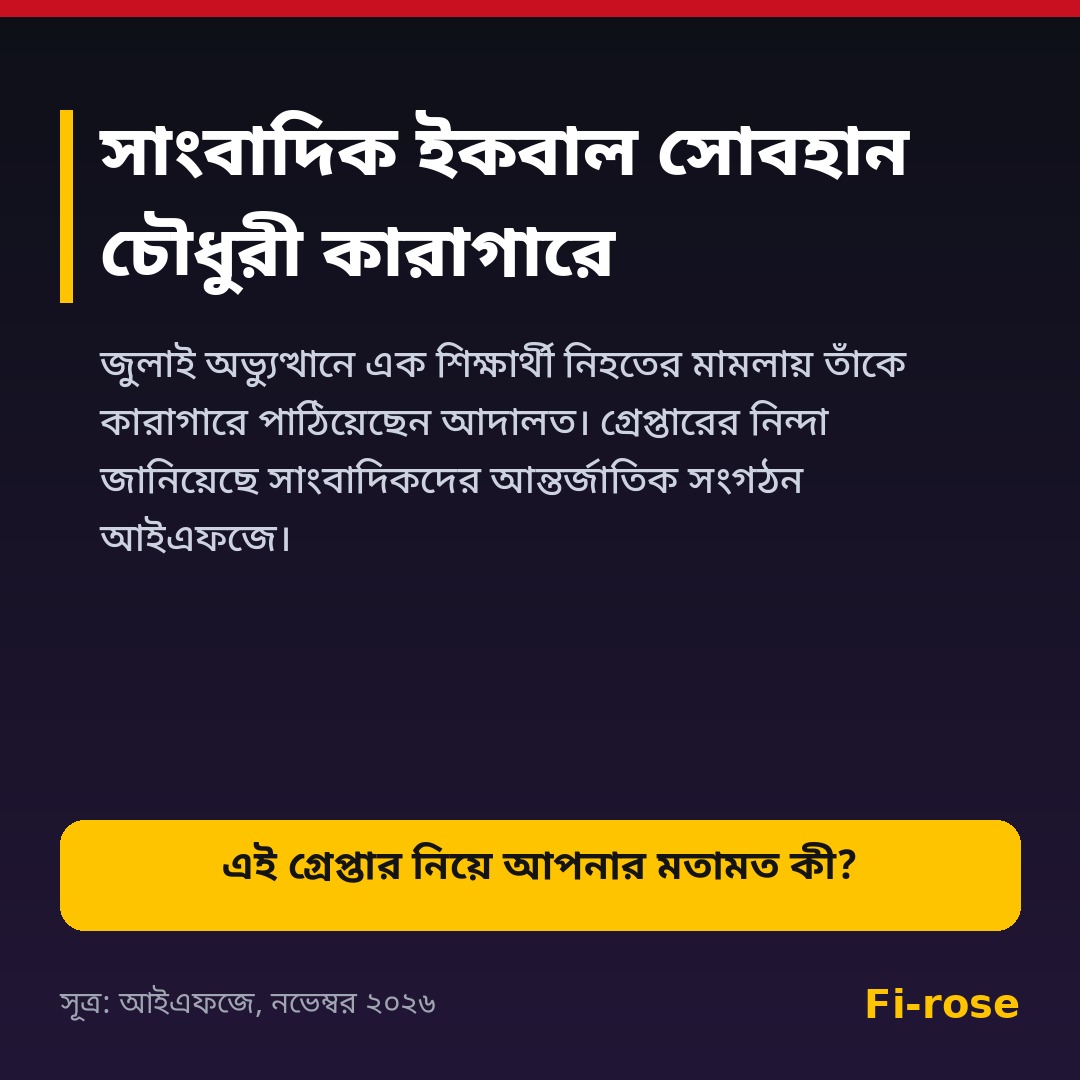 সাংবাদিক ইকবাল সোবহান
চৌধুরী কারাগারে
জুলাই অভ্যুত্থানে এক শিক্ষার্থী নিহতের মামলায় তাঁকে
কারাগারে পাঠিয়েছেন আদালত। গ্রেপ্তারের নিন্দা
জানিয়েছে সাংবাদিকদের আন্তর্জাতিক সংগঠন
আইএফজে।
এই গ্রেপ্তার নিয়ে আপনার মতামত কী?
সূত্র: আইএফজে, নভেম্বর ২০২৬
Fi-rose